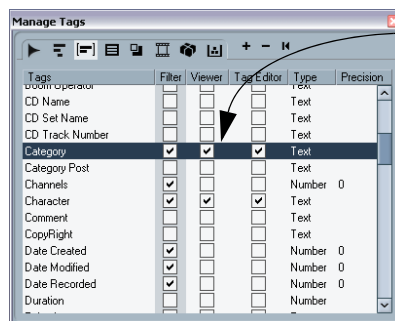 Manage Tags
Tags Filter Viewer Tag Editor Type Precision
Boom Operator Text
CD Name Text
CD Set Name Text
CD Track Number Text
Category Text
Category Post Text
Channels Number 0
Character Text
Comment Text
CopyRight Text
Date Created Number 0
Date Modified Number 0
Date Recorded Number 0
Duration Number